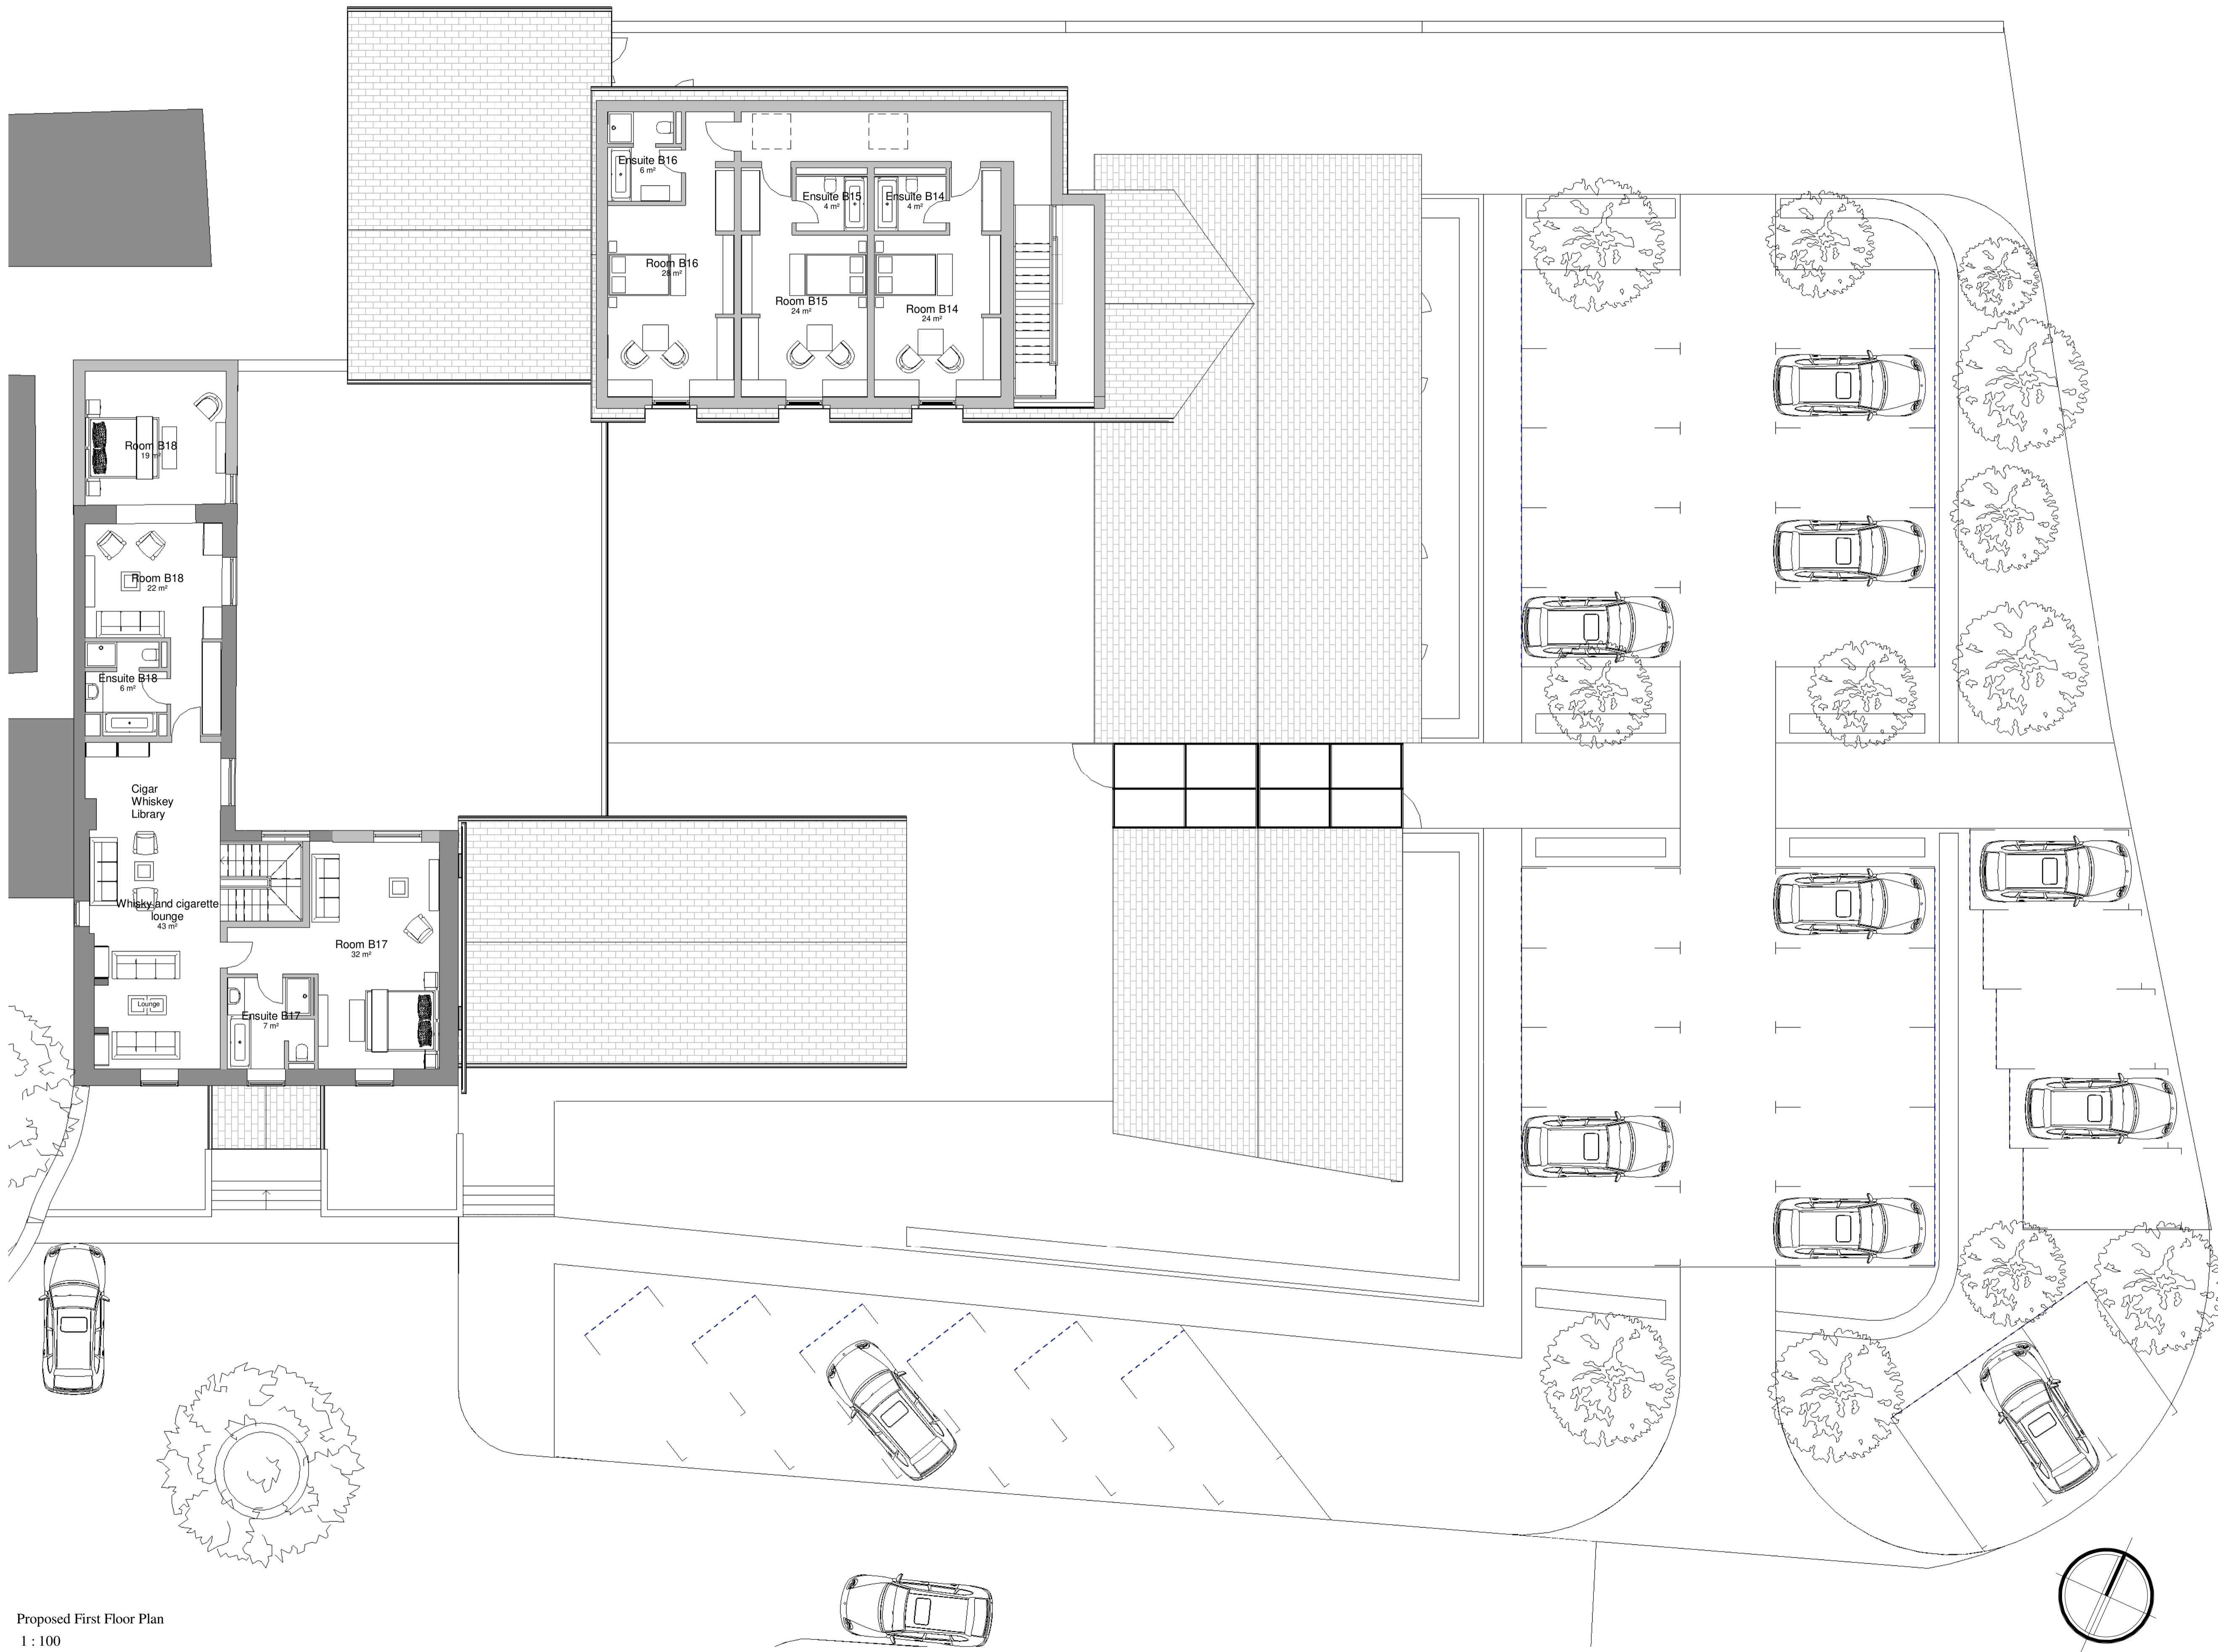 Ensuite B16
6 m²
Ensuite B15
4 m²
Ensuite B14
4 m²
Room B16
28 m²
Room B15
24 m²
Room B14
24 m²
Room B18
19 m²
Room B18
22 m²
Ensuite B18
6 m²
Cigar
Whiskey
Library
Whisky and cigarette
lounge
43 m²
Room B17
32 m²
Lounge
Ensuite B17
7 m²
Proposed First Floor Plan
1 : 100